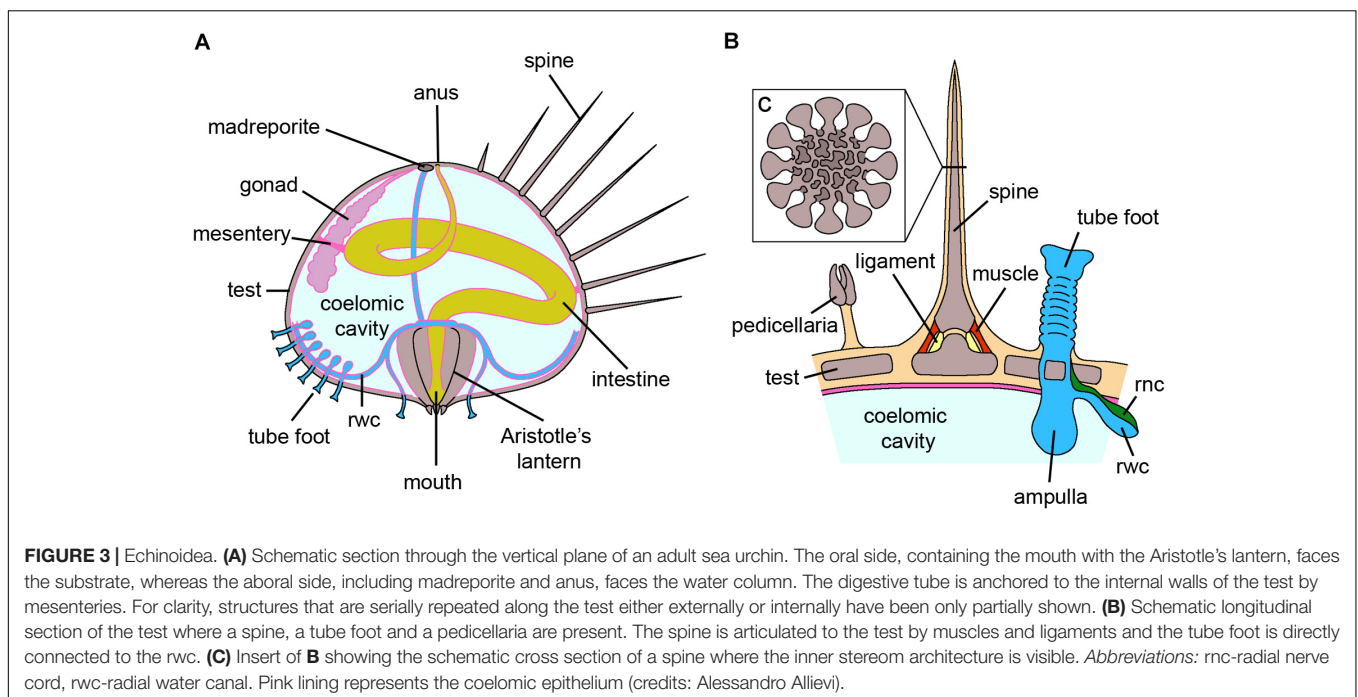 A
spine
anus
madreporite
gonad
mesentery
test
coelomic
cavity
intestine
rwc
tube foot
Aristotle's
lantern
mouth
B
C
spine
tube foot
ligament
muscle
pedicellaria
test
coelomic
cavity
rnc
rwc
ampulla
FIGURE 3 | Echinoidea. (A) Schematic section through the vertical plane of an adult sea urchin. The oral side, containing the mouth with the Aristotle's lantern, faces
the substrate, whereas the aboral side, including madreporite and anus, faces the water column. The digestive tube is anchored to the internal walls of the test by
mesenteries. For clarity, structures that are serially repeated along the test either externally or internally have been only partially shown. (B) Schematic longitudinal
section of the test where a spine, a tube foot and a pedicellaria are present. The spine is articulated to the test by muscles and ligaments and the tube foot is directly
connected to the rwc. (C) Insert of B showing the schematic cross section of a spine where the inner stereom architecture is visible. Abbreviations: rnc-radial nerve
cord, rwc-radial water canal. Pink lining represents the coelomic epithelium (credits: Alessandro Allievi).